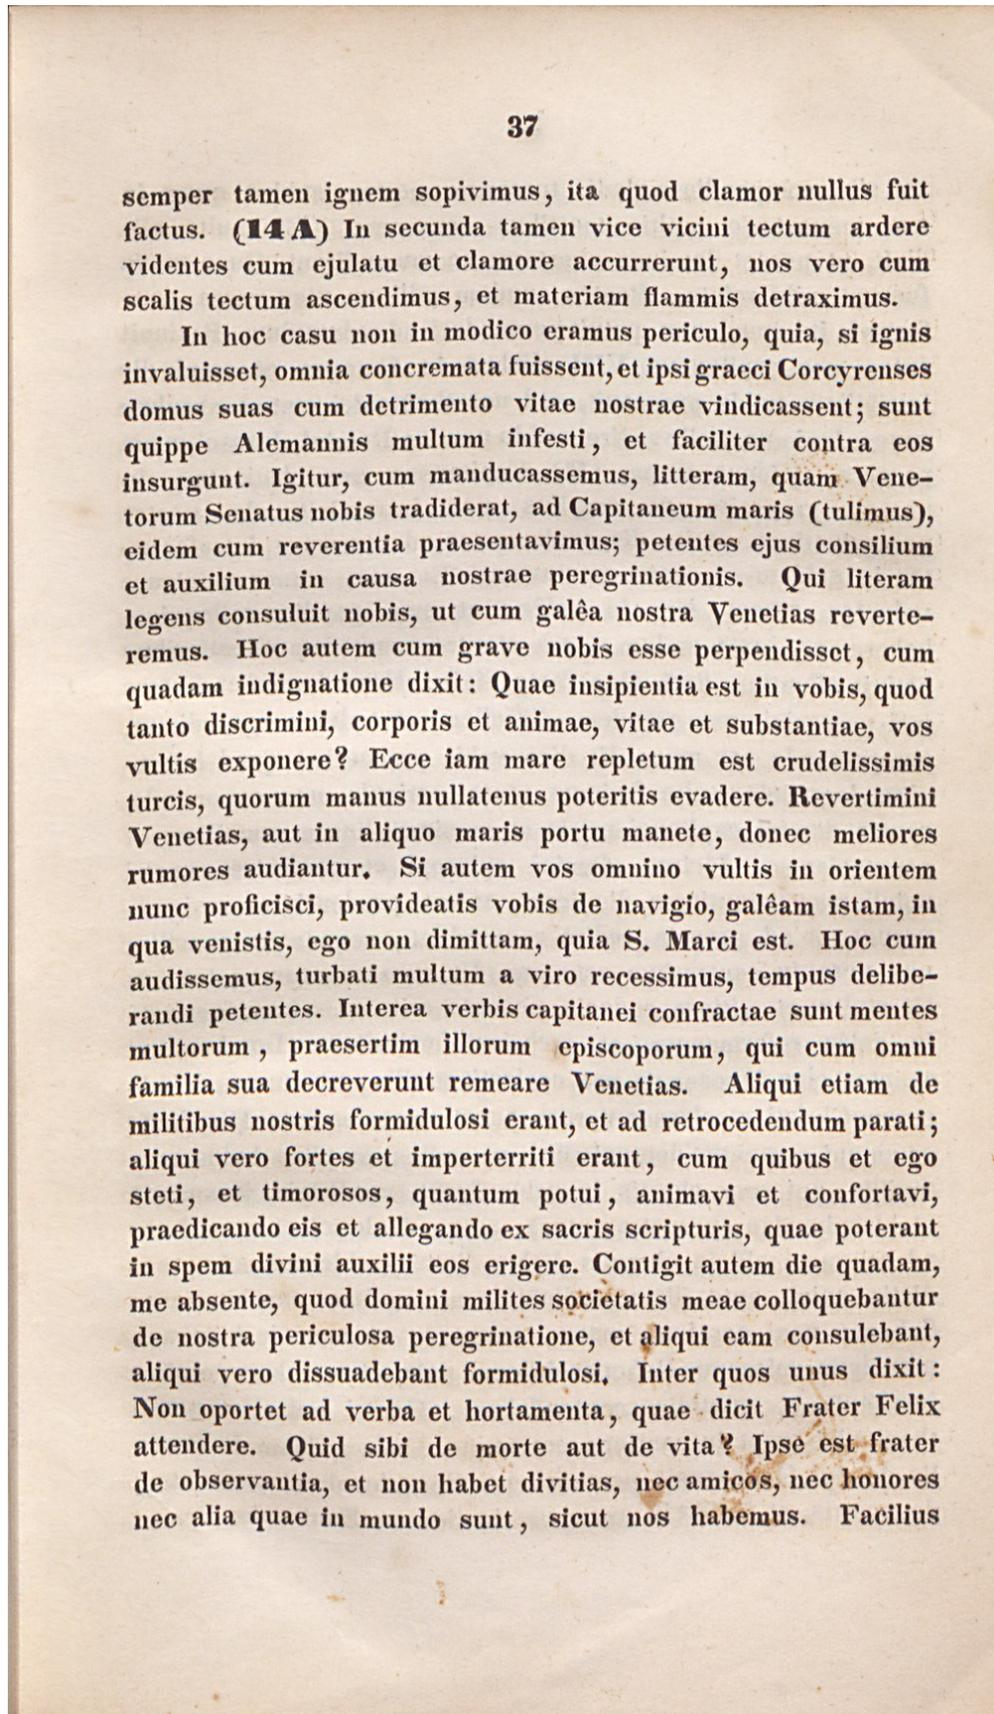 37
semper tamen ignem sopivimus, ita quod clamor nullus fuit
factus. (14 A) In secunda tamen vice vicini tectum ardere
videntes cum ejulatu et clamore accurrerunt, nos vero cum
scalis tectum ascendimus, et materiam flammis detraximus.
In hoc casu non in modico eramus periculo, quia, si ignis
invaluisset, omnia concremata fuissent, et ipsi graeci Corcyrenses
domus suas cum detrimento vitae nostrae vindicassent; sunt
quippe Alemannis multum infesti, et faciliter contra eos
insurgunt. Igitur, cum manducassemus, litteram, quam Vene-
torum Senatus nobis tradiderat, ad Capitaneum maris (tulimus),
eidem cum reverentia praesentavimus; petentes ejus consilium
et auxilium in causa nostrae peregrinationis. Qui literam
legens consuluit nobis, ut cum galêa nostra Venetias reverte-
remus. Hoc autem cum grave nobis esse perpendisset, cum
quadam indignatione dixit: Quae insipientia est in vobis, quod
tanto discrimini, corporis et animae, vitae et substantiae, vos
vultis exponere? Ecce iam mare repletum est crudelissimis
turcis, quorum manus nullatenus poteritis evadere. Revertimini
Venetias, aut in aliquo maris portu manete, donec meliores
rumores audiantur. Si autem vos omnino vultis in orientem
nunc proficisci, provideatis vobis de navigio, galêam istam, in
qua venistis, ego non dimittam, quia S. Marci est. Hoc cum
audissemus, turbati multum a viro recessimus, tempus delibe-
randi petentes. Interea verbis capitanei confractae sunt mentes
multorum, praesertim illorum episcoporum, qui cum omni
familia sua decreverunt remeare Venetias. Aliqui etiam de
militibus nostris formidulosi erant, et ad retrocedendum parati;
aliqui vero fortes et imperterriti erant, cum quibus et ego
steti, et timorosos, quantum potui, animavi et confortavi,
praedicando eis et allegando ex sacris scripturis, quae poterant
in spem divini auxilii eos erigere. Contigit autem die quadam,
me absente, quod domini milites societatis meae colloquebantur
de nostra periculosa peregrinatione, et aliqui eam consulebant,
aliqui vero dissuadebant formidulosi. Inter quos unus dixit:
Non oportet ad verba et hortamenta, quae dicit Frater Felix
attendere. Quid sibi de morte aut de vita? Ipse est frater
de observantia, et non habet divitias, nec amicos, nec honores
nec alia quae in mundo sunt, sicut nos habemus. Facilius